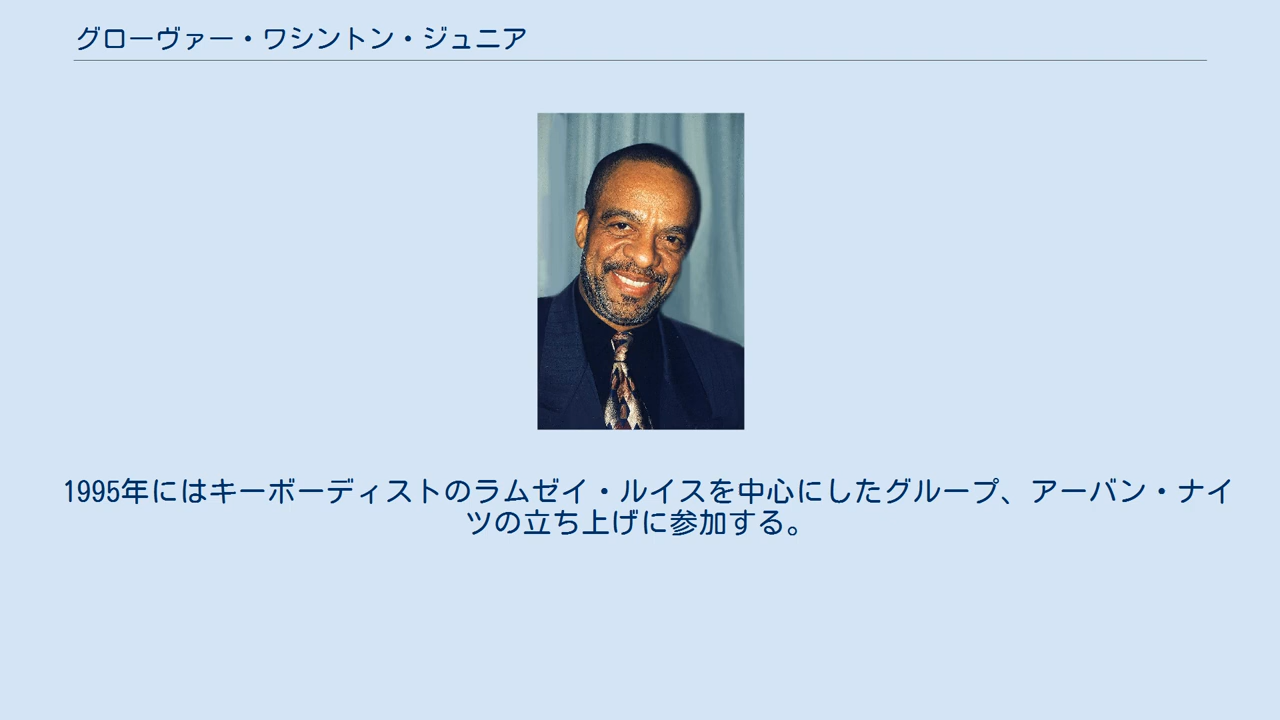 グローヴァー・ワシントン・ジュニア
1995年にはキーボーディストのラムゼイ・ルイスを中心にしたグループ、アーバン・ナイ
ツの立ち上げに参加する。